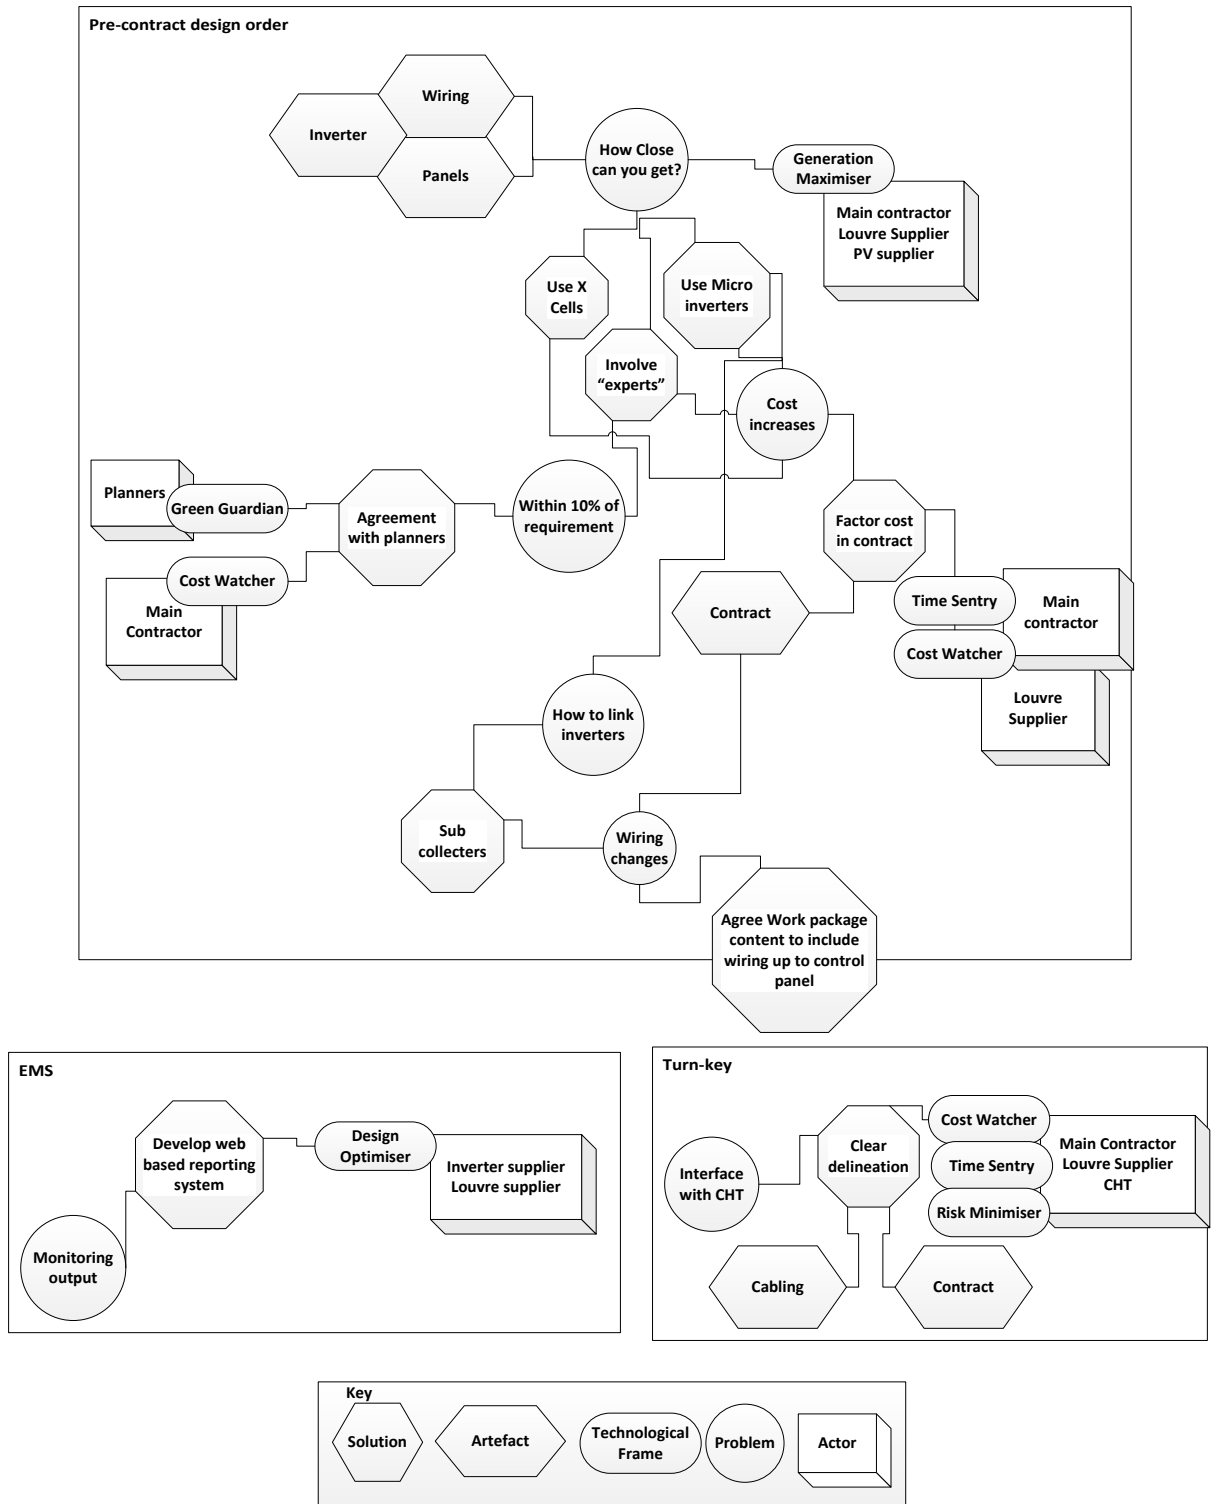 Pre-contract design order
Wiring
Inverter
Panels
How Close
can you get?
Generation
Maximiser
Main contractor
Louvre Supplier
PV supplier
Use X
Cells
Use Micro
inverters
Involve
“experts”
Cost
increases
Planners
Green Guardian
Agreement
with planners
Within 10% of
requirement
Factor cost
in contract
Cost Watcher
Main
Contractor
Contract
Time Sentry
Main
contractor
Cost Watcher
Louvre
Supplier
How to link
inverters
Sub
collecters
Wiring
changes
Agree Work package
content to include
wiring up to control
panel
EMS
Develop web
based reporting
system
Design
Optimiser
Inverter supplier
Louvre supplier
Monitoring
output
Turn-key
Interface
with CHT
Clear
delineation
Cost Watcher
Time Sentry
Risk Minimiser
Main Contractor
Louvre Supplier
CHT
Cabling
Contract
Key
Solution
Artefact
Technological
Frame
Problem
Actor